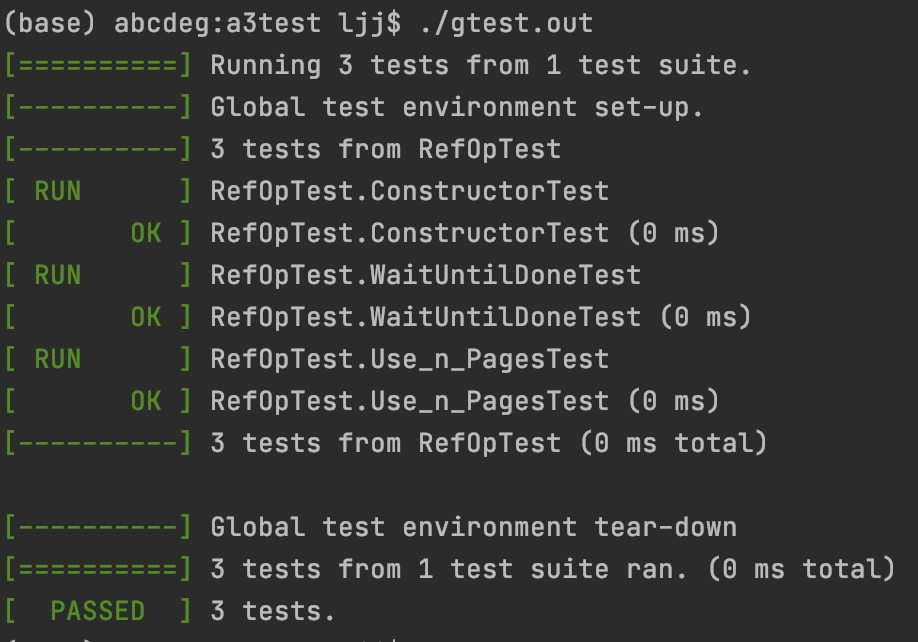 (base) abcdeg:a3test ljj$ ./gtest.out
[==========] Running 3 tests from 1 test suite.
[----------] Global test environment set-up.
[----------] 3 tests from RefOpTest
[ RUN      ] RefOpTest.ConstructorTest
[       OK ] RefOpTest.ConstructorTest (0 ms)
[ RUN      ] RefOpTest.WaitUntilDoneTest
[       OK ] RefOpTest.WaitUntilDoneTest (0 ms)
[ RUN      ] RefOpTest.Use_n_PagesTest
[       OK ] RefOpTest.Use_n_PagesTest (0 ms)
[----------] 3 tests from RefOpTest (0 ms total)

[----------] Global test environment tear-down
[==========] 3 tests from 1 test suite ran. (0 ms total)
[  PASSED  ] 3 tests.